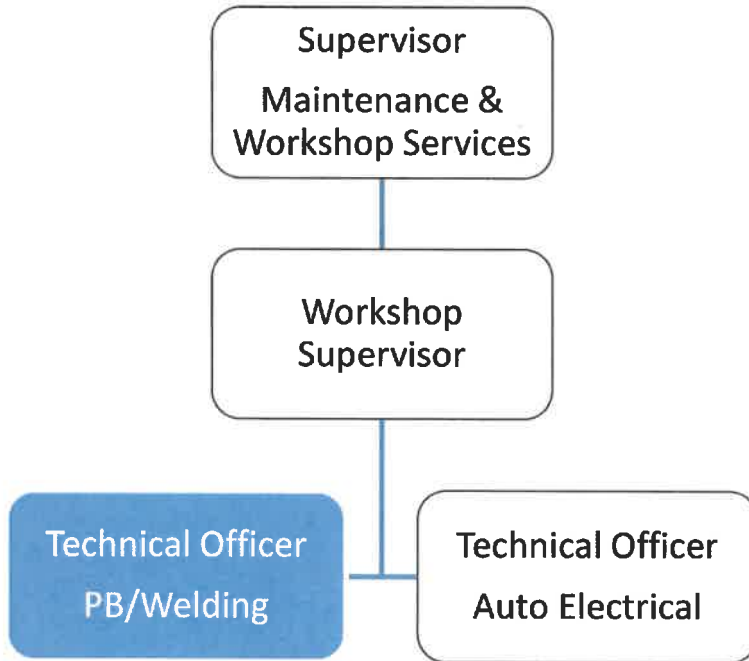 Supervisor
Maintenance &
Workshop Services
Workshop
Supervisor
Technical Officer
PB/Welding
Technical Officer
Auto Electrical